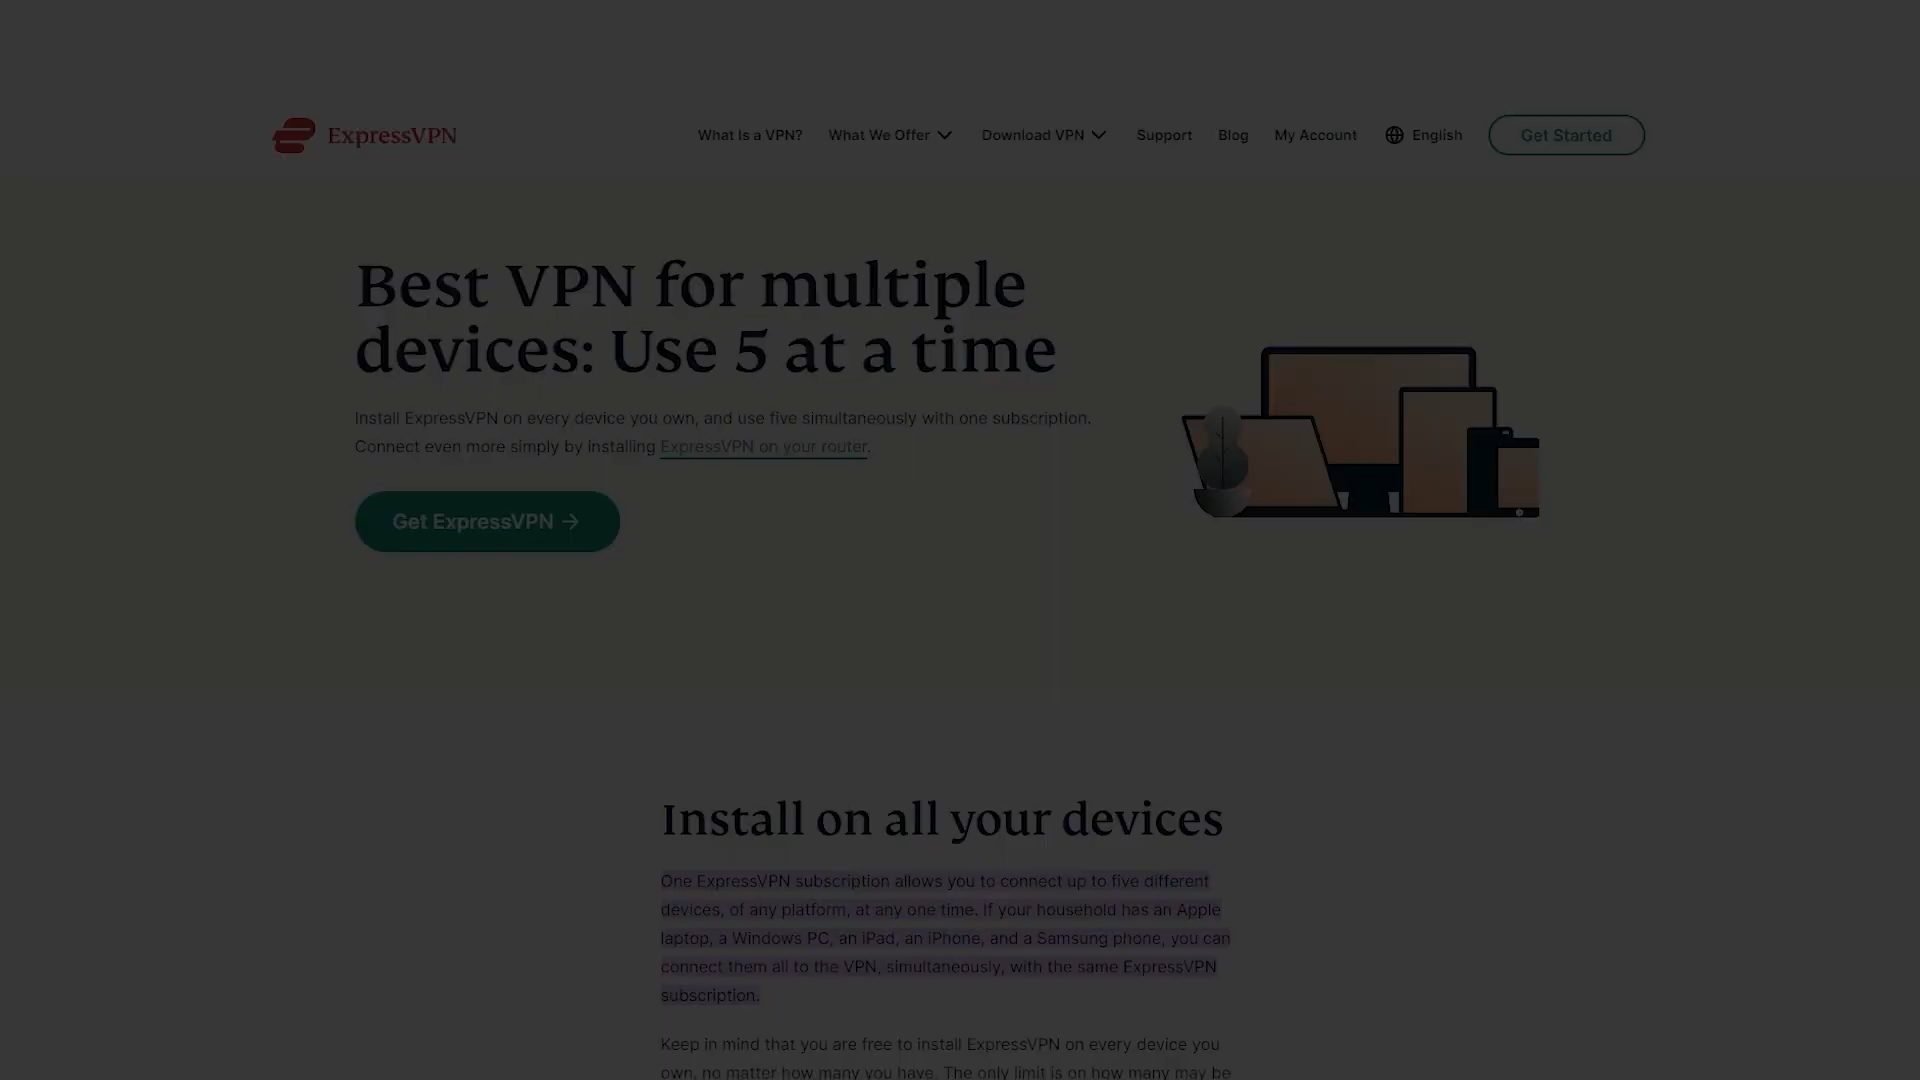 ExpressVPN
What Is a VPN? What We Offer Download VPN Support Blog My Account English Get Started
Best VPN for multiple
devices: Use 5 at a time
Install ExpressVPN on every device you own, and use five simultaneously with one subscription.
Connect even more simply by installing ExpressVPN on your router.
Get ExpressVPN →
Install on all your devices
One ExpressVPN subscription allows you to connect up to five different
devices, of any platform, at any one time. If your household has an Apple
laptop, a Windows PC, an iPad, an iPhone, and a Samsung phone, you can
connect them all to the VPN, simultaneously, with the same ExpressVPN
subscription.
Keep in mind that you are free to install ExpressVPN on every device you
own, no matter how many you have. The only limit is on how many may be